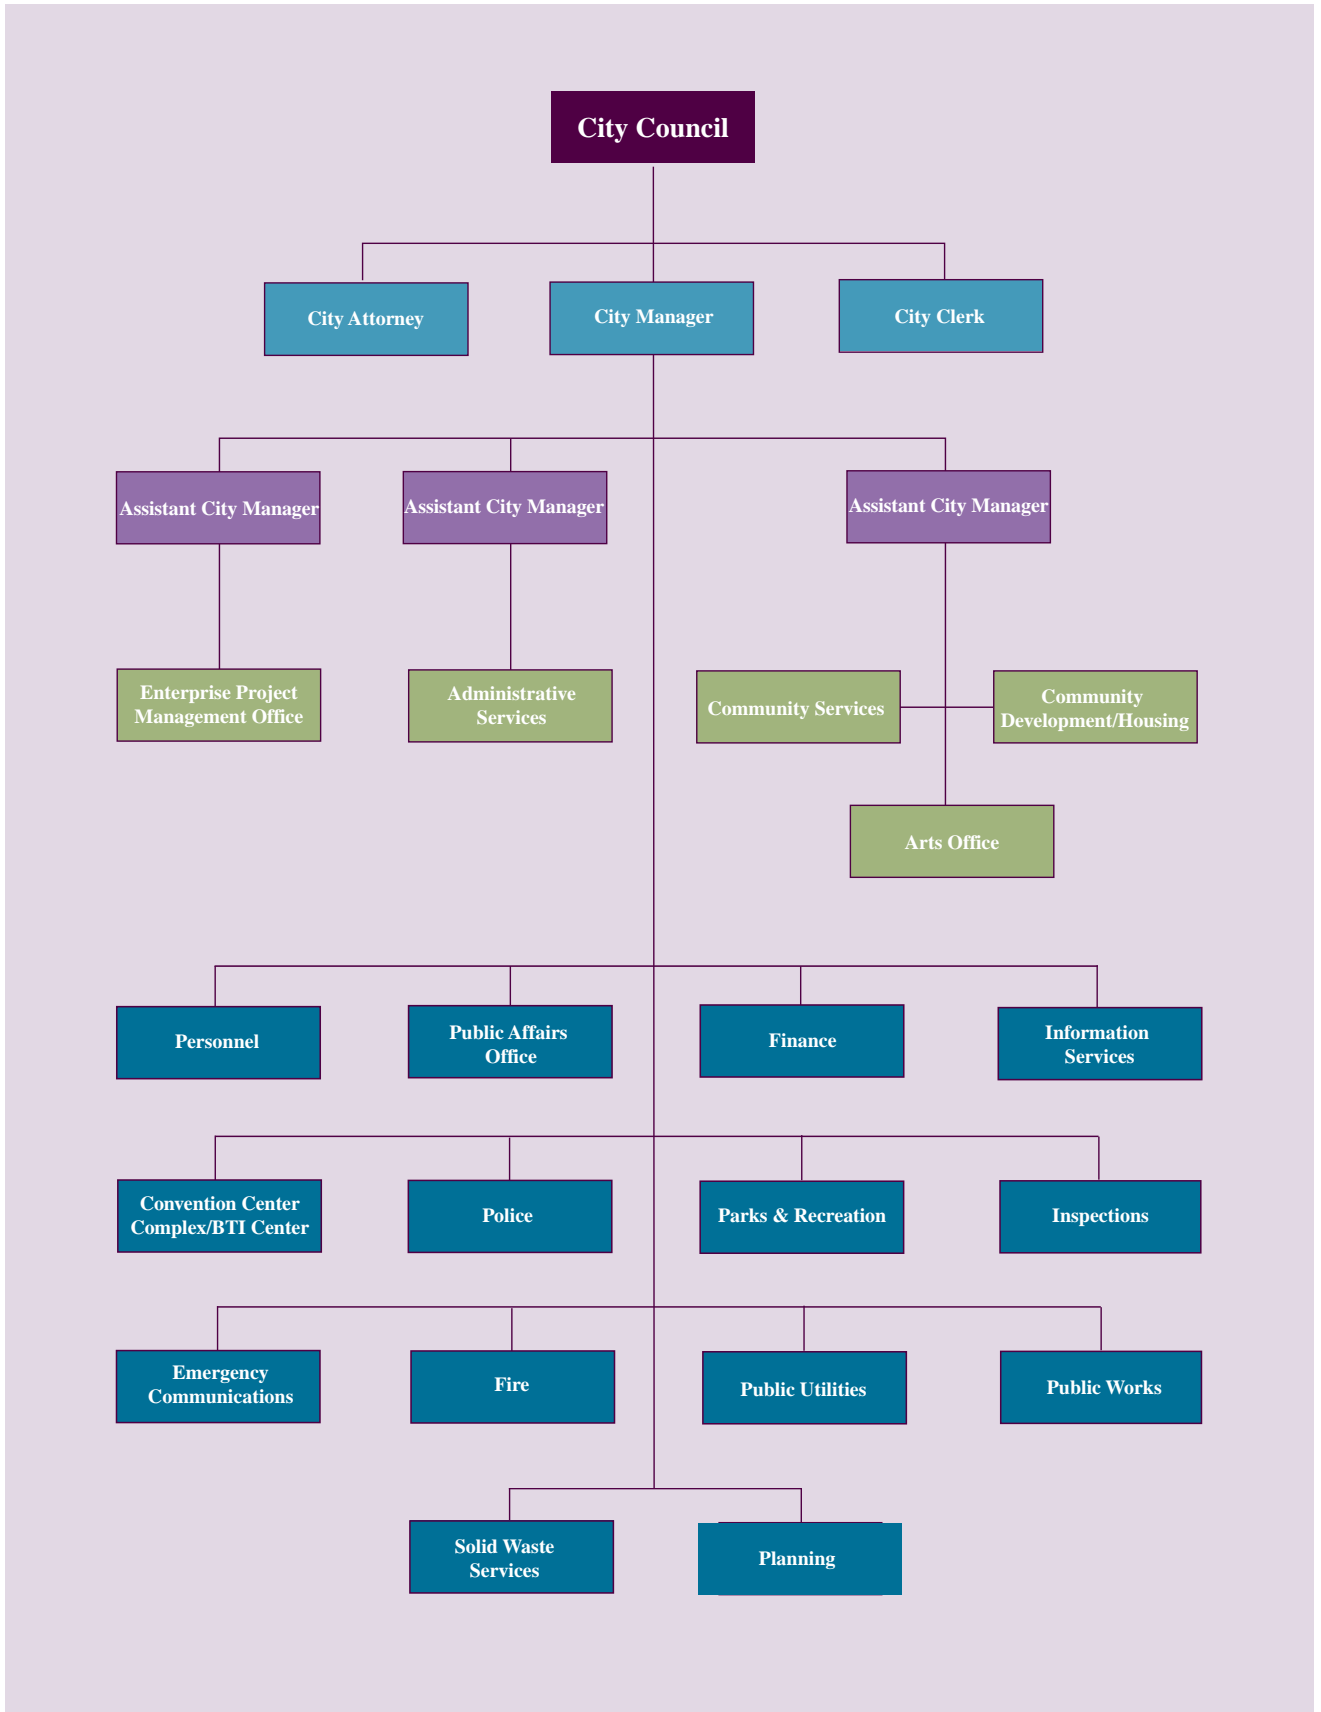 City Council
City Attorney
City Manager
City Clerk
Assistant City Manager
Assistant City Manager
Assistant City Manager
Enterprise Project
Management Office
Administrative
Services
Community Services
Community
Development/Housing
Arts Office
Personnel
Public Affairs
Office
Finance
Information
Services
Convention Center
Complex/BTI Center
Police
Parks & Recreation
Inspections
Emergency
Communications
Fire
Public Utilities
Public Works
Solid Waste
Services
Planning